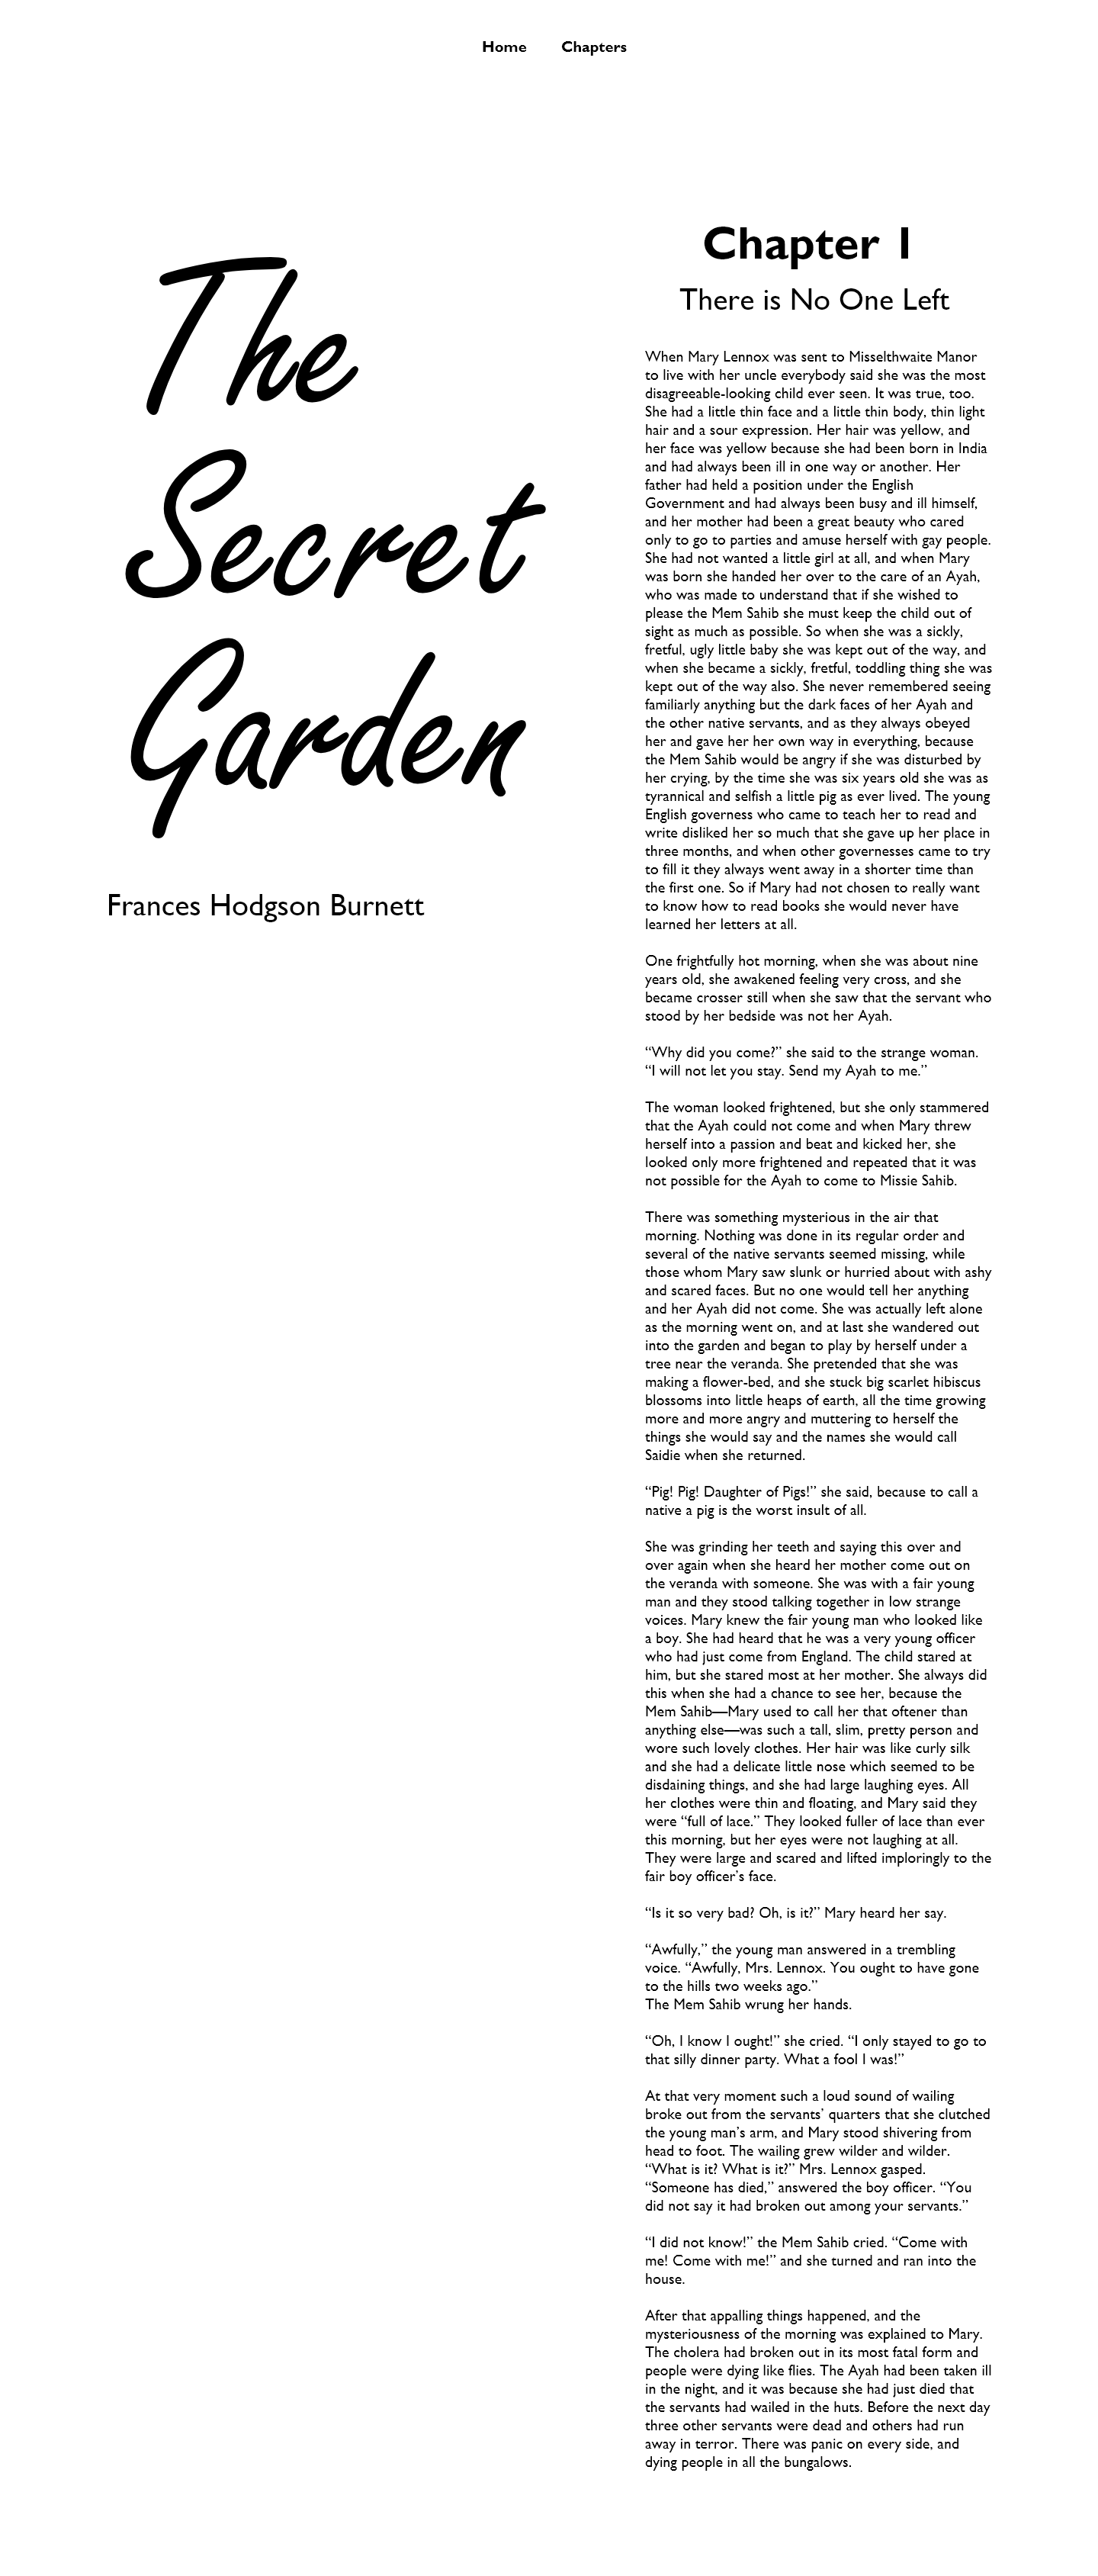 Home Chapters
The
Secret
Garden
Frances Hodgson Burnett
Chapter 1
There is No One Left
When Mary Lennox was sent to Misselthwaite Manor
to live with her uncle everybody said she was the most
disagreeable-looking child ever seen. It was true, too.
She had a little thin face and a little thin body, thin light
hair and a sour expression. Her hair was yellow, and
her face was yellow because she had been born in India
and had always been ill in one way or another. Her
father had held a position under the English
Government and had always been busy and ill himself,
and her mother had been a great beauty who cared
only to go to parties and amuse herself with gay people.
She had not wanted a little girl at all, and when Mary
was born she handed her over to the care of an Ayah,
who was made to understand that if she wished to
please the Mem Sahib she must keep the child out of
sight as much as possible. So when she was a sickly,
fretful, ugly little baby she was kept out of the way, and
when she became a sickly, fretful, toddling thing she was
kept out of the way also. She never remembered seeing
familiarly anything but the dark faces of her Ayah and
the other native servants, and as they always obeyed
her and gave her her own way in everything, because
the Mem Sahib would be angry if she was disturbed by
her crying, by the time she was six years old she was as
tyrannical and selfish a little pig as ever lived. The young
English governess who came to teach her to read and
write disliked her so much that she gave up her place in
three months, and when other governesses came to try
to fill it they always went away in a shorter time than
the first one. So if Mary had not chosen to really want
to know how to read books she would never have
learned her letters at all.
One frightfully hot morning, when she was about nine
years old, she awakened feeling very cross, and she
became crosser still when she saw that the servant who
stood by her bedside was not her Ayah.
“Why did you come?” she said to the strange woman.
“I will not let you stay. Send my Ayah to me.”
The woman looked frightened, but she only stammered
that the Ayah could not come and when Mary threw
herself into a passion and beat and kicked her, she
looked only more frightened and repeated that it was
not possible for the Ayah to come to Missie Sahib.
There was something mysterious in the air that
morning. Nothing was done in its regular order and
several of the native servants seemed missing, while
those whom Mary saw slunk or hurried about with ashy
and scared faces. But no one would tell her anything
and her Ayah did not come. She was actually left alone
as the morning went on, and at last she wandered out
into the garden and began to play by herself under a
tree near the veranda. She pretended that she was
making a flower-bed, and she stuck big scarlet hibiscus
blossoms into little heaps of earth, all the time growing
more and more angry and muttering to herself the
things she would say and the names she would call
Saidie when she returned.
“Pig! Pig! Daughter of Pigs!” she said, because to call a
native a pig is the worst insult of all.
She was grinding her teeth and saying this over and
over again when she heard her mother come out on
the veranda with someone. She was with a fair young
man and they stood talking together in low strange
voices. Mary knew the fair young man who looked like
a boy. She had heard that he was a very young officer
who had just come from England. The child stared at
him, but she stared most at her mother. She always did
this when she had a chance to see her, because the
Mem Sahib—Mary used to call her that oftener than
anything else—was such a tall, slim, pretty person and
wore such lovely clothes. Her hair was like curly silk
and she had a delicate little nose which seemed to be
disdaining things, and she had large laughing eyes. All
her clothes were thin and floating, and Mary said they
were “full of lace.” They looked fuller of lace than ever
this morning, but her eyes were not laughing at all.
They were large and scared and lifted imploringly to the
fair boy officer’s face.
“Is it so very bad? Oh, is it?” Mary heard her say.
“Awfully,” the young man answered in a trembling
voice. “Awfully, Mrs. Lennox. You ought to have gone
to the hills two weeks ago.”
The Mem Sahib wrung her hands.
“Oh, I know I ought!” she cried. “I only stayed to go to
that silly dinner party. What a fool I was!”
At that very moment such a loud sound of wailing
broke out from the servants’ quarters that she clutched
the young man’s arm, and Mary stood shivering from
head to foot. The wailing grew wilder and wilder.
“What is it? What is it?” Mrs. Lennox gasped.
“Someone has died,” answered the boy officer. “You
did not say it had broken out among your servants.”
“I did not know!” the Mem Sahib cried. “Come with
me! Come with me!” and she turned and ran into the
house.
After that appalling things happened, and the
mysteriousness of the morning was explained to Mary.
The cholera had broken out in its most fatal form and
people were dying like flies. The Ayah had been taken ill
in the night, and it was because she had just died that
the servants had wailed in the huts. Before the next day
three other servants were dead and others had run
away in terror. There was panic on every side, and
dying people in all the bungalows.